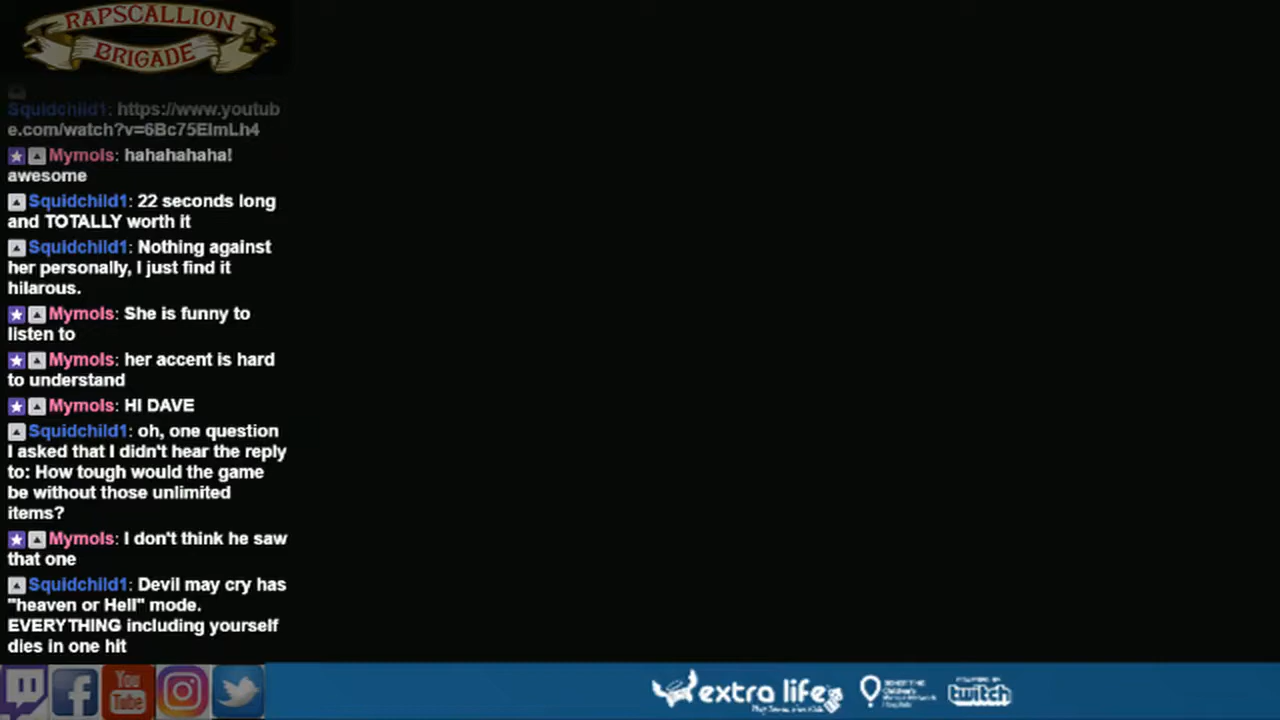 RAPSCALLION
BRIGADE
Squidchild1: https://www.youtub
e.com/watch?v=6Bc75EImLh4
Mymols: hahahahaha!
awesome
Squidchild1: 22 seconds long
and TOTALLY worth it
Squidchild1: Nothing against
her personally, I just find it
hilarous.
Mymols: She is funny to
listen to
Mymols: her accent is hard
to understand
Mymols: HI DAVE
Squidchild1: oh, one question
I asked that I didn't hear the reply
to: How tough would the game
be without those unlimited
items?
Mymols: I don't think he saw
that one
Squidchild1: Devil may cry has
"heaven or Hell" mode.
EVERYTHING including yourself
dies in one hit
You
Tube
extra life
twitch